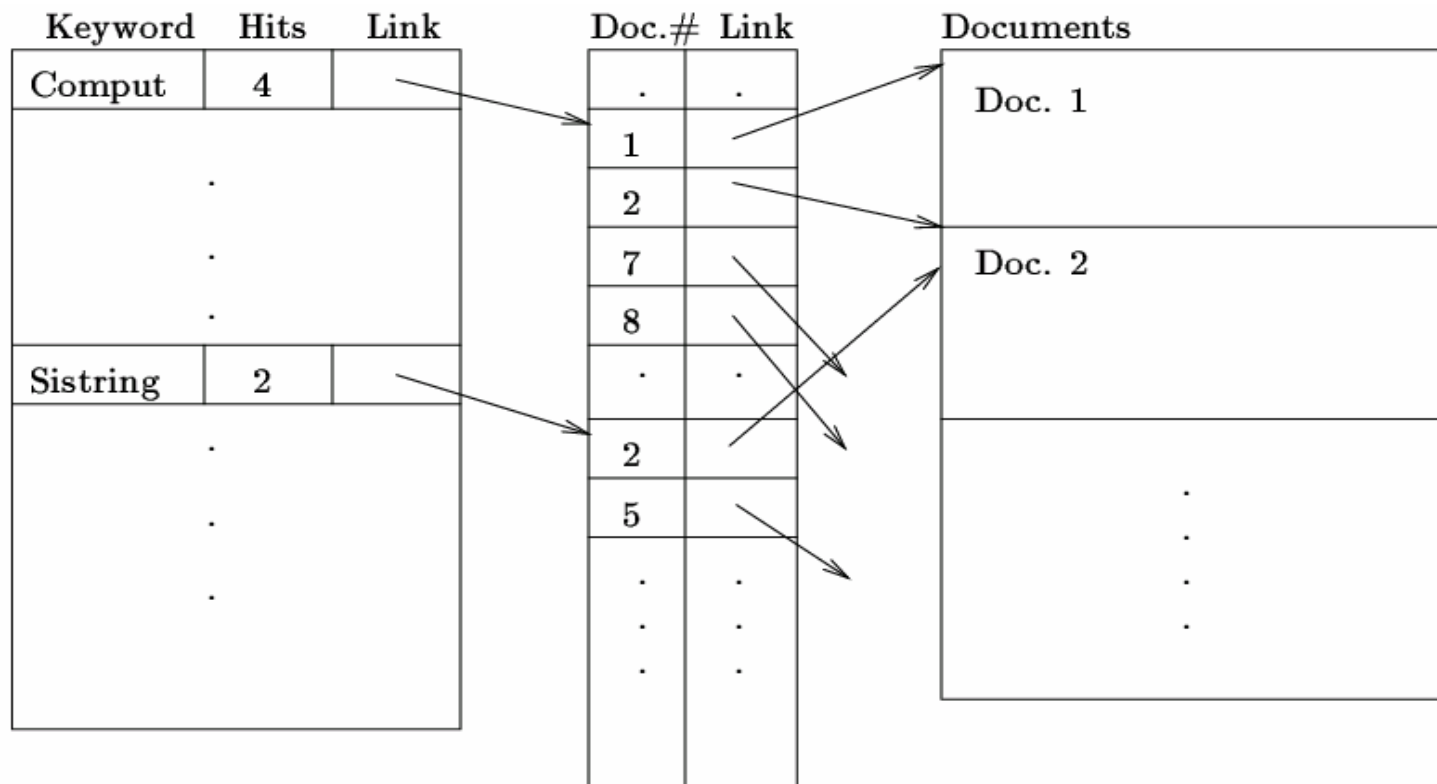 Keyword Hits Link
Comput 4
Sistring 2
Doc.# Link
1
2
7
8
2
5
Documents
Doc. 1
Doc. 2